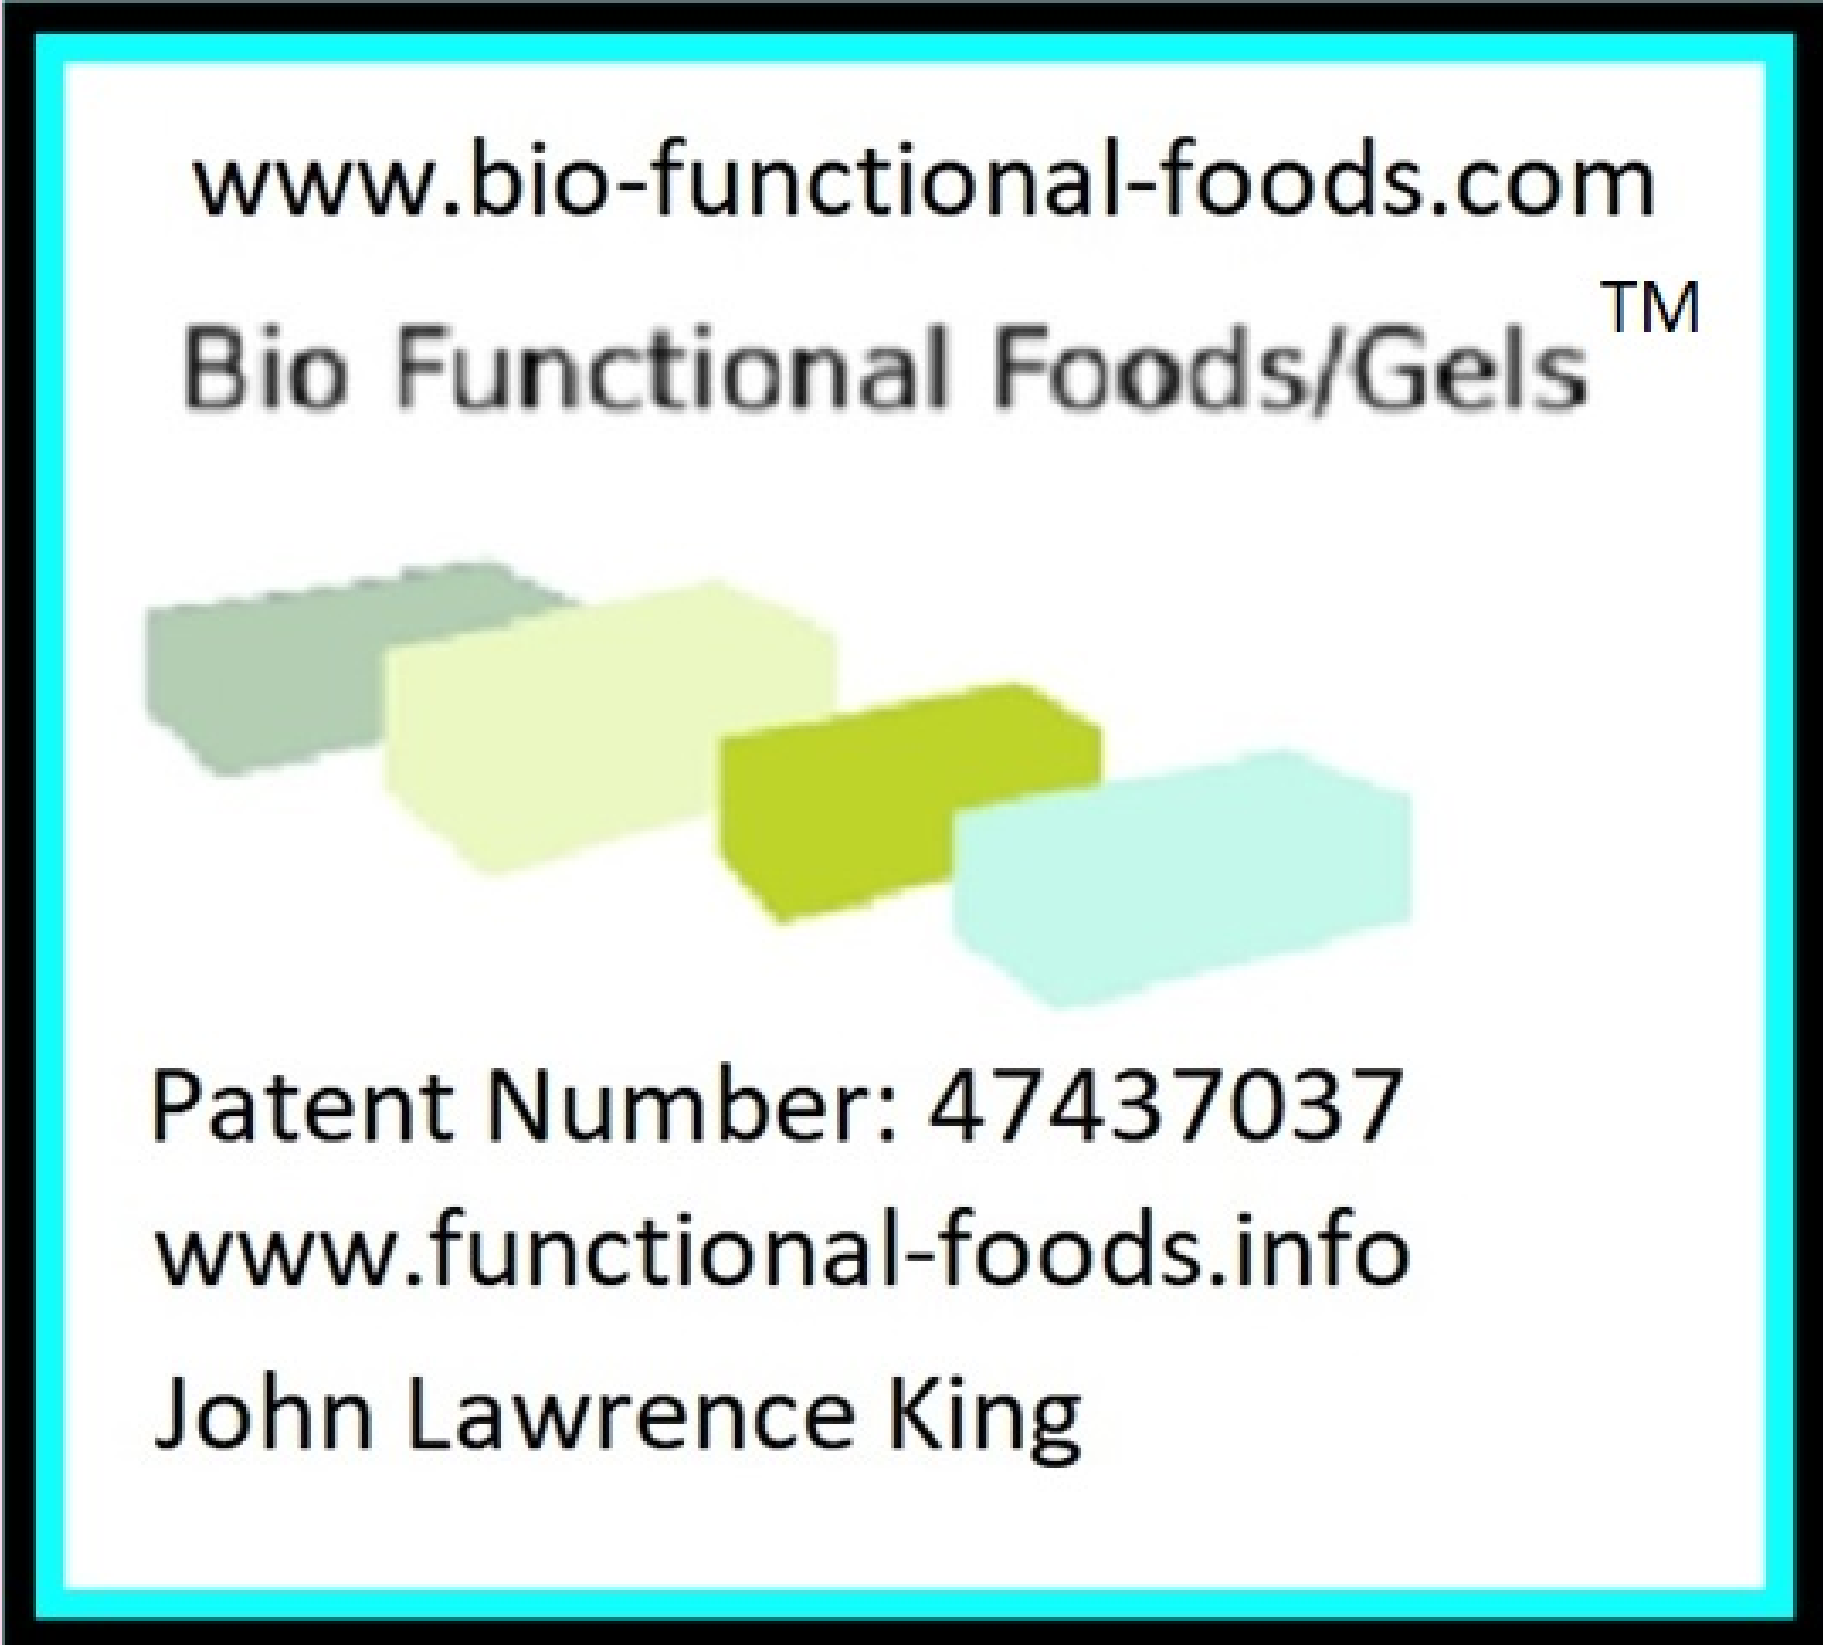 www.bio-functional-foods.com
Bio Functional Foods/Gels™
Patent Number: 47437037
www.functional-foods.info
John Lawrence King